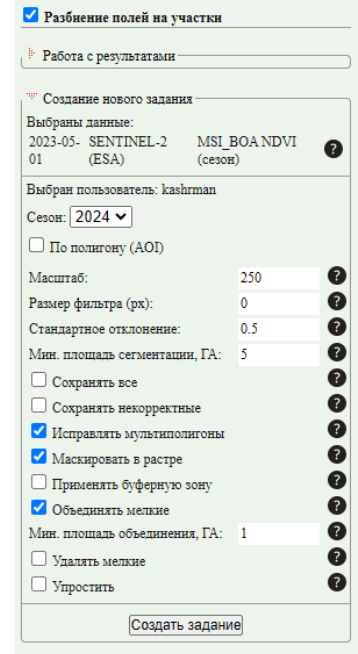 Разбиение полей на участки
Работа с результатами
Создание нового задания
Выбраны данные:
2023-05-01 SENTINEL-2 (ESA) MSI_BOA NDVI (сезон) ?
Выбран пользователь: kashrman
Сезон: 2024
По полигону (AOI)
Масштаб: 250 ?
Размер фильтра (px): 0 ?
Стандартное отклонение: 0.5 ?
Мин. площадь сегментации, ГА: 5 ?
Сохранять все ?
Сохранять некорректные ?
Исправлять мультиполигоны ?
Маскировать в растре ?
Применять буферную зону ?
Объединять мелкие ?
Мин. площадь объединения, ГА: 1 ?
Удалять мелкие ?
Упростить ?
Создать задание